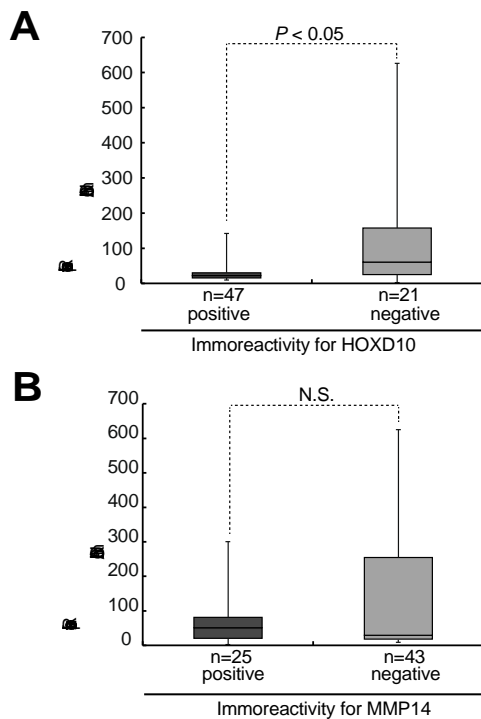 A
700
600
500
400
300
200
100
0
P < 0.05
n=47
n=21
positive
negative
Immoreactivity for HOXD10
B
700
600
500
400
300
200
100
0
N.S.
n=25
n=43
positive
negative
Immoreactivity for MMP14